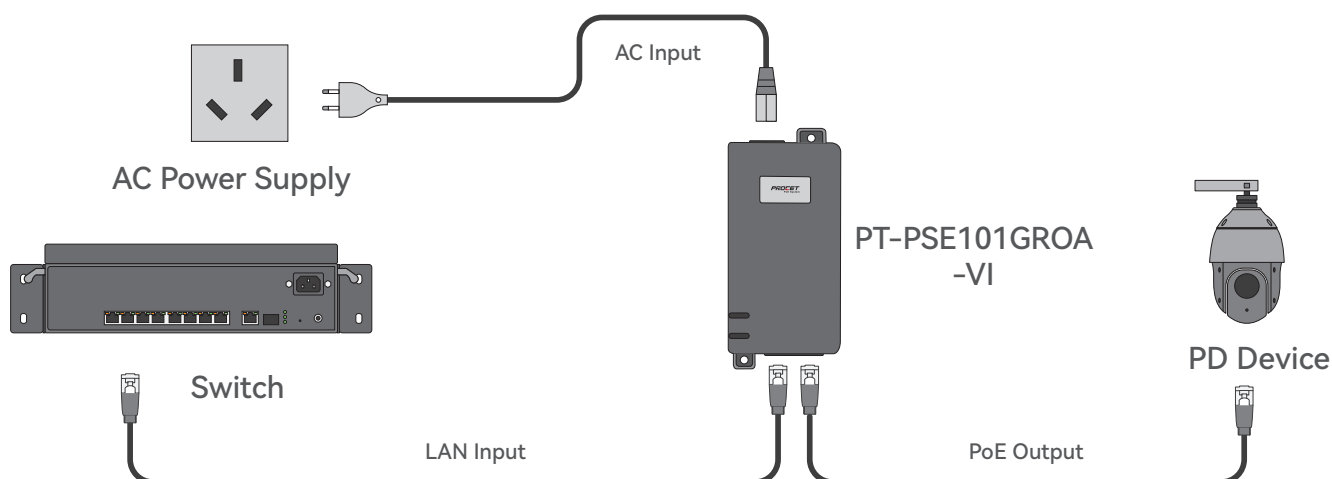 AC Input
AC Power Supply
PROCET
PT-PSE101GROA
-VI
Switch
PD Device
LAN Input
PoE Output